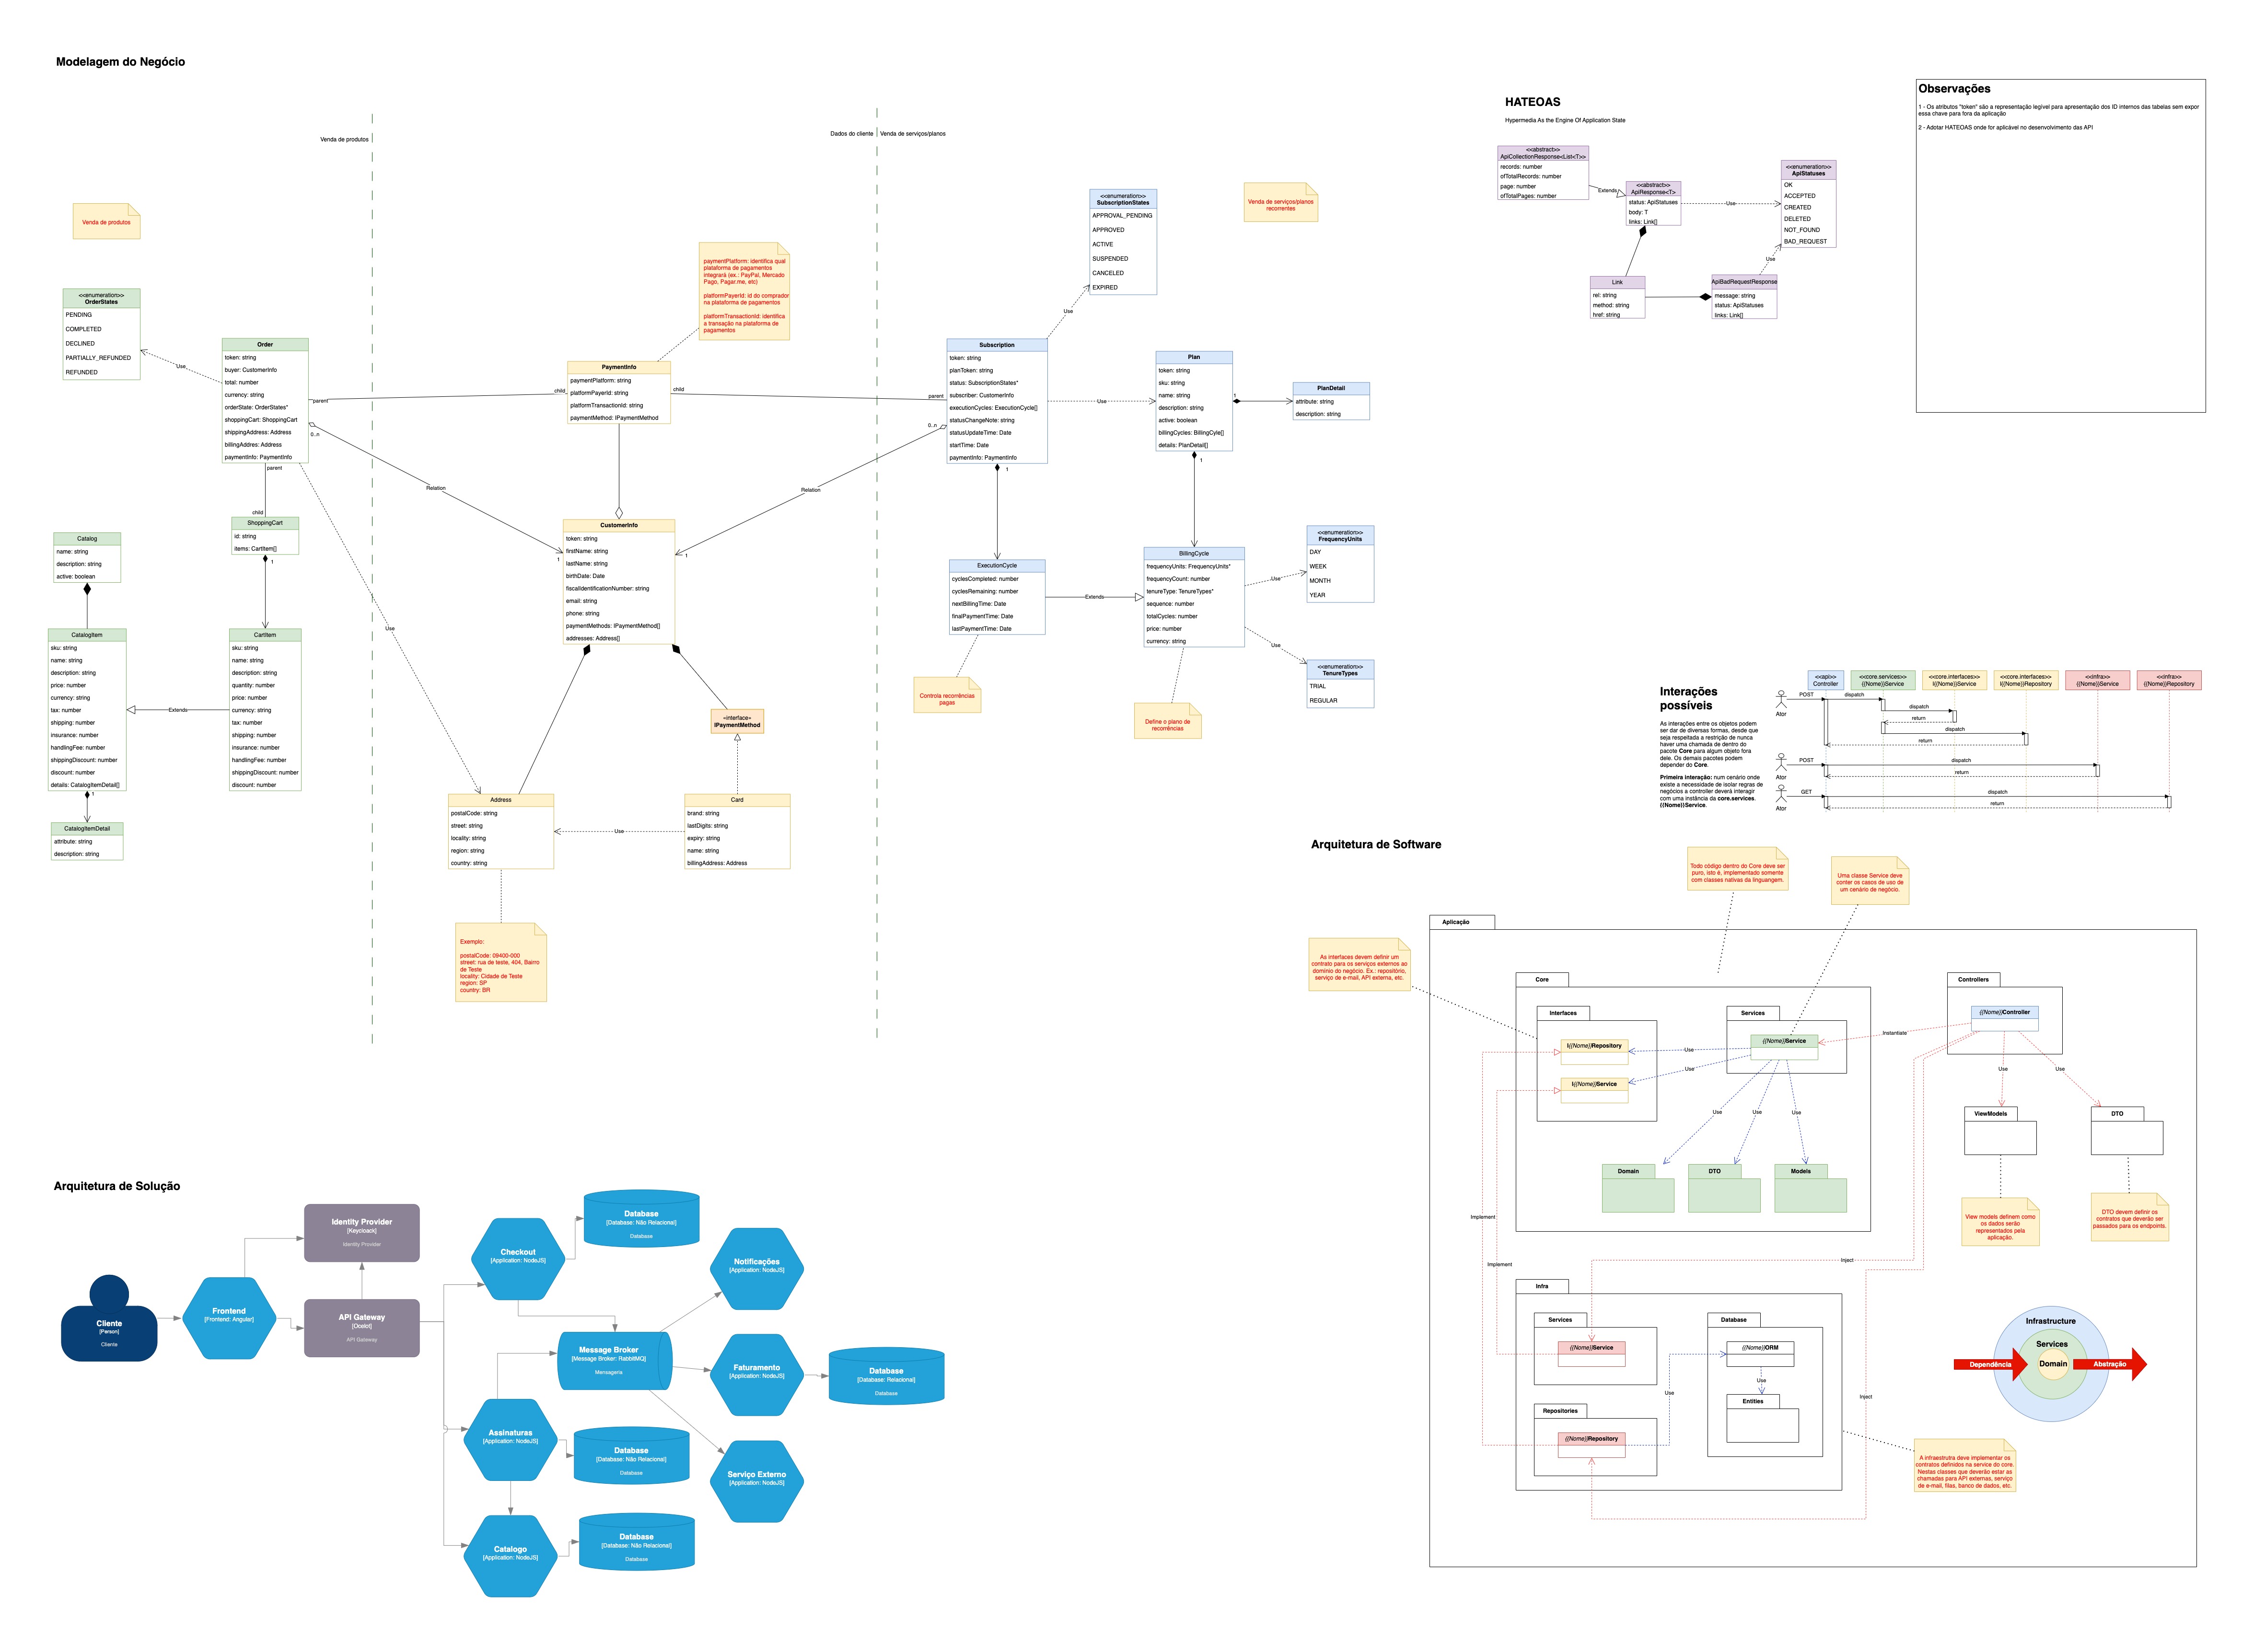 Modelagem do Negócio
Venda de produtos
Dados do cliente
Venda de serviços/planos
Venda de produtos
<<enumeration>>
OrderStates
PENDING
COMPLETED
DECLINED
PARTIALLY_REFUNDED
REFUNDED
Use
Order
token: string
buyer: CustomerInfo
total: number
currency: string
orderState: OrderStates*
shoppingCart: ShoppingCart
shippingAddress: Address
billingAddres: Address
paymentInfo: PaymentInfo
parent
0..n
parent
child
Relation
Use
ShoppingCart
id: string
items: CartItem[]
1
Catalog
name: string
description: string
active: boolean
CatalogItem
sku: string
name: string
description: string
price: number
currency: string
tax: number
shipping: number
insurance: number
handlingFee: number
shippingDiscount: number
discount: number
details: CatalogItemDetail[]
1
Extends
CartItem
sku: string
name: string
description: string
quantity: number
price: number
currency: string
tax: number
shipping: number
insurance: number
handlingFee: number
shippingDiscount: number
discount: number
CatalogItemDetail
attribute: string
description: string
paymentPlatform: identifica qual
plataforma de pagamentos
integrará (ex.: PayPal, Mercado
Pago, Pagar.me, etc)
platformPayerId: id do comprador
na plataforma de pagamentos
platformTransactionId: identifica
a transação na plataforma de
pagamentos
PaymentInfo
paymentPlatform: string
platformPayerId: string
platformTransactionId: string
paymentMethod: IPaymentMethod
child
child
parent
CustomerInfo
token: string
firstName: string
lastName: string
birthDate: Date
fiscalIdentificationNumber: string
email: string
phone: string
paymentMethods: IPaymentMethod[]
addresses: Address[]
1
1
Relation
0..n
«interface»
IPaymentMethod
Address
postalCode: string
street: string
locality: string
region: string
country: string
Use
Card
brand: string
lastDigits: string
expiry: string
name: string
billingAddress: Address
Exemplo:
postalCode: 09400-000
street: rua de teste, 404, Bairro
de Teste
locality: Cidade de Teste
region: SP
country: BR
<<enumeration>>
SubscriptionStates
APPROVAL_PENDING
APPROVED
ACTIVE
SUSPENDED
CANCELED
EXPIRED
Use
Venda de serviços/planos
recorrentes
Subscription
token: string
planToken: string
status: SubscriptionStates*
subscriber: CustomerInfo
executionCycles: ExecutionCycle[]
statusChangeNote: string
statusUpdateTime: Date
startTime: Date
paymentInfo: PaymentInfo
1
Use
Plan
token: string
sku: string
name: string
description: string
active: boolean
billingCycles: BillingCyle[]
details: PlanDetail[]
1
1
PlanDetail
attribute: string
description: string
ExecutionCycle
cyclesCompleted: number
cyclesRemaining: number
nextBillingTime: Date
finalPaymentTime: Date
lastPaymentTime: Date
Extends
BillingCycle
frequencyUnits: FrequencyUnits*
frequencyCount: number
tenureType: TenureTypes*
sequence: number
totalCycles: number
price: number
currency: string
Use
Use
<<enumeration>>
FrequencyUnits
DAY
WEEK
MONTH
YEAR
<<enumeration>>
TenureTypes
TRIAL
REGULAR
Controla recorrências
pagas
Define o plano de
recorrências
HATEOAS
Hypermedia As the Engine Of Application State
<<abstract>>
ApiCollectionResponse<List<T>>
records: number
ofTotalRecords: number
page: number
ofTotalPages: number
Extends
<<abstract>>
ApiResponse<T>
status: ApiStatuses
body: T
links: Link[]
Use
<<enumeration>>
ApiStatuses
OK
ACCEPTED
CREATED
DELETED
NOT_FOUND
BAD_REQUEST
Use
Link
rel: string
method: string
href: string
ApiBadRequestResponse
message: string
status: ApiStatuses
links: Link[]
Observações
1 - Os atributos "token" são a representação legível para apresentação dos ID internos das tabelas sem expor
essa chave para fora da aplicação
2 - Adotar HATEOAS onde for aplicável no desenvolvimento das API
Interações
possíveis
As interações entre os objetos podem
ser dar de diversas formas, desde que
seja respeitada a restrição de nunca
haver uma chamada de dentro do
pacote Core para algum objeto fora
dele. Os demais pacotes podem
depender do Core.
Primeira interação: num cenário onde
existe a necessidade de isolar regras de
negócios a controller deverá interagir
com uma instância da core.services.
{{Nome}}Service.
<<api>>
Controller
<<core.services>>
{{Nome}}Service
<<core.interfaces>>
I{{Nome}}Service
<<core.interfaces>>
I{{Nome}}Repository
<<infra>>
{{Nome}}Service
<<infra>>
{{Nome}}Repository
Ator
POST
dispatch
dispatch
return
dispatch
return
Ator
POST
dispatch
return
Ator
GET
dispatch
return
Arquitetura de Software
Todo código dentro do Core deve ser
puro, isto é, implementado somente
com classes nativas da linguangem.
Uma classe Service deve
conter os casos de uso de
um cenário de negócio.
As interfaces devem definir um
contrato para os serviços externos ao
domínio do negócio. Ex.: repositório,
serviço de e-mail, API externa, etc.
Aplicação
Core
Interfaces
I{{Nome}}Repository
I{{Nome}}Service
Services
{{Nome}}Service
Use
Use
Use
Use
Use
Domain
DTO
Models
Controllers
{{Nome}}Controller
Instantiate
Use
Use
ViewModels
DTO
View models definem como
os dados serão
representados pela
aplicação.
DTO devem definir os
contratos que deverão ser
passados para os endpoints.
Implement
Implement
Inject
Inject
Infra
Services
{{Nome}}Service
Repositories
{{Nome}}Repository
Use
Database
{{Nome}}ORM
Use
Entities
Infrastructure
Services
Domain
Dependência
Abstração
A infraestrutra deve implementar os
contratos definidos na service do core.
Nestas classes que deverão estar as
chamadas para API externas, serviço
de e-mail, filas, banco de dados, etc.
Arquitetura de Solução
Cliente
[Person]
Cliente
Frontend
[Frontend: Angular]
Identity Provider
[Keycloack]
Identity Provider
API Gateway
[Ocelot]
API Gateway
Checkout
[Application: NodeJS]
Database
[Database: Não Relacional]
Database
Message Broker
[Message Broker: RabbitMQ]
Mensageria
Notificações
[Application: NodeJS]
Faturamento
[Application: NodeJS]
Database
[Database: Relacional]
Database
Serviço Externo
[Application: NodeJS]
Assinaturas
[Application: NodeJS]
Database
[Database: Não Relacional]
Database
Catalogo
[Application: NodeJS]
Database
[Database: Não Relacional]
Database